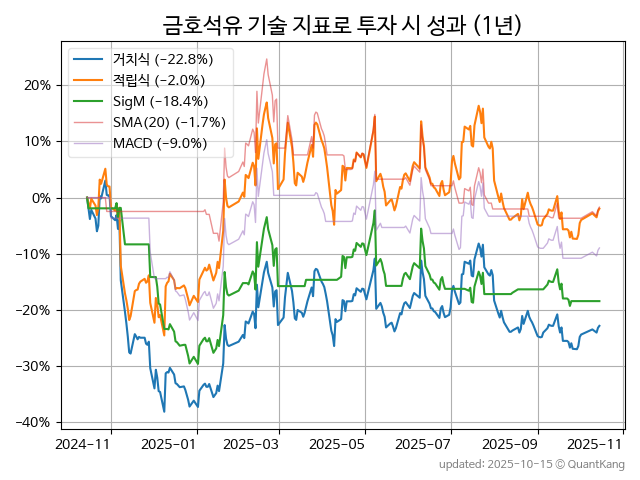 금호석유 기술 지표로 투자 시 성과 (1년)
거치식 (−22.8%)
적립식 (−2.0%)
SigM (−18.4%)
SMA(20) (−1.7%)
MACD (−9.0%)
20%
10%
0%
−10%
−20%
−30%
−40%
2024-11 2025-01 2025-03 2025-05 2025-07 2025-09 2025-11
updated: 2025-10-15 © QuantKang